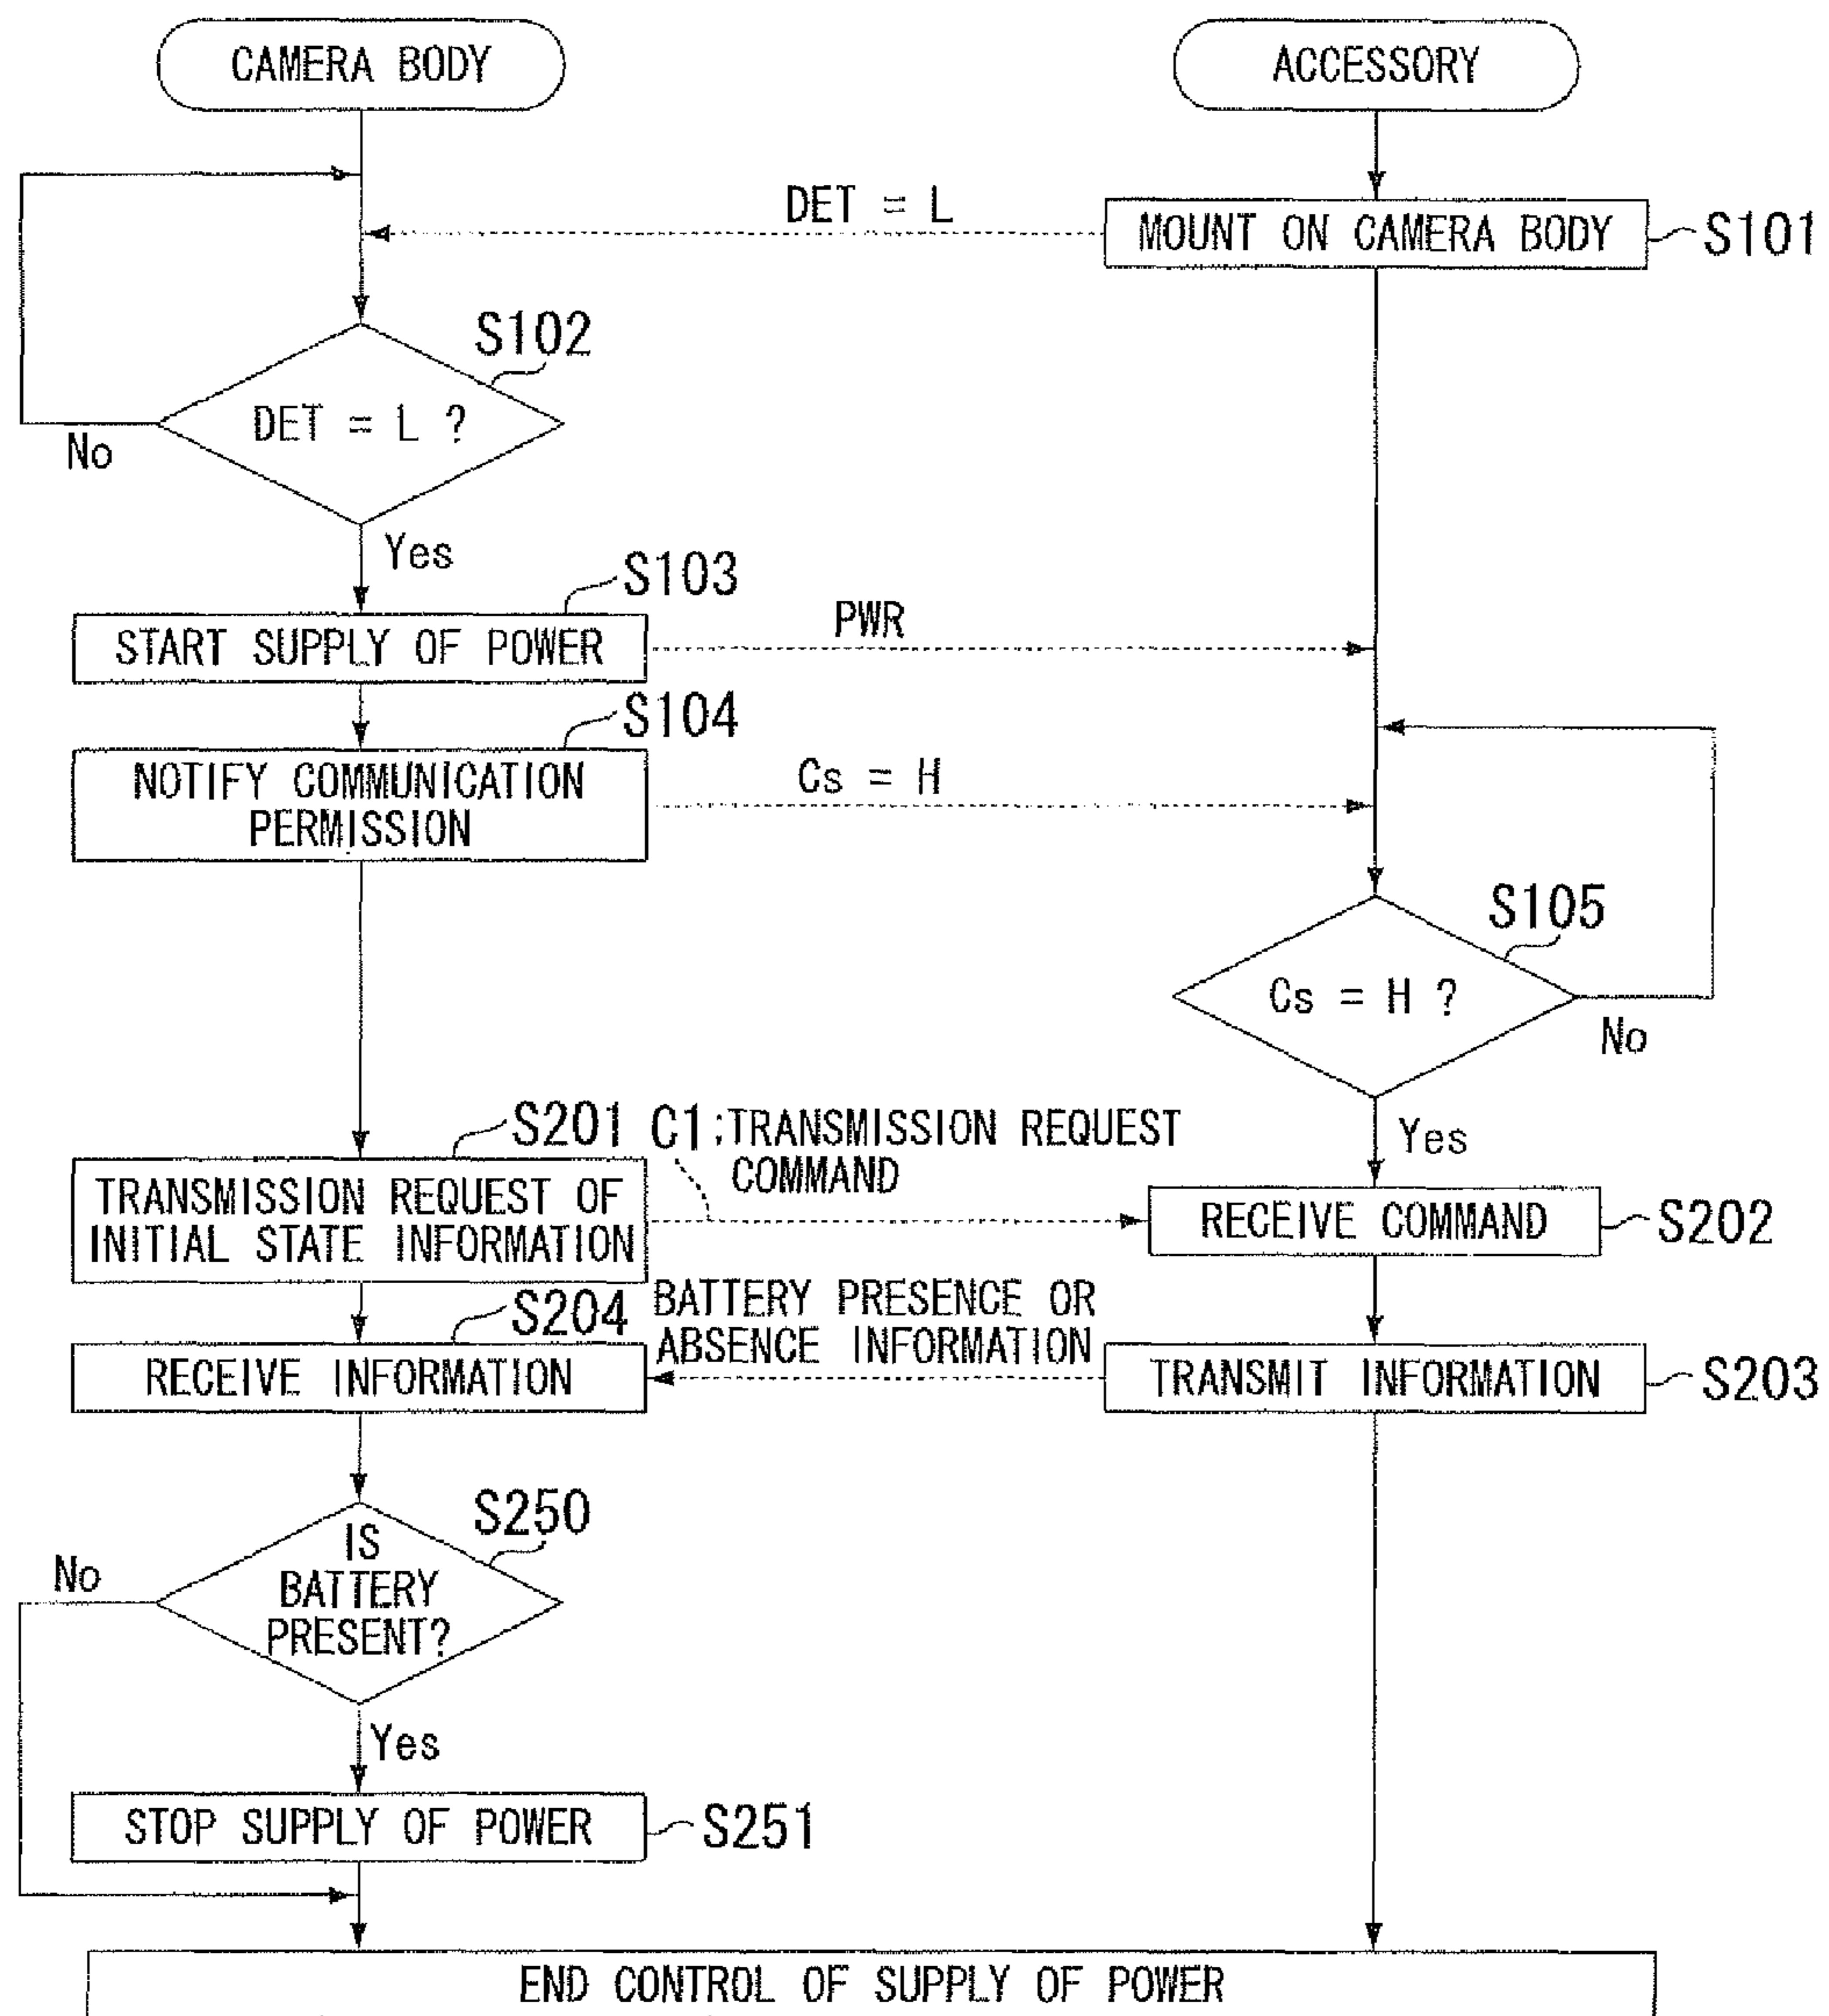 CAMERA BODY
ACCESSORY
DET = L
MOUNT ON CAMERA BODY
S101
S102
DET = L ?
No
Yes
S103
START SUPPLY OF POWER
PWR
S104
NOTIFY COMMUNICATION
PERMISSION
Cs = H
S105
Cs = H ?
No
Yes
S201
C1;TRANSMISSION REQUEST
COMMAND
TRANSMISSION REQUEST OF
INITIAL STATE INFORMATION
RECEIVE COMMAND
S202
S204
BATTERY PRESENCE OR
ABSENCE INFORMATION
RECEIVE INFORMATION
TRANSMIT INFORMATION
S203
S250
IS
BATTERY
PRESENT?
No
Yes
STOP SUPPLY OF POWER
S251
END CONTROL OF SUPPLY OF POWER